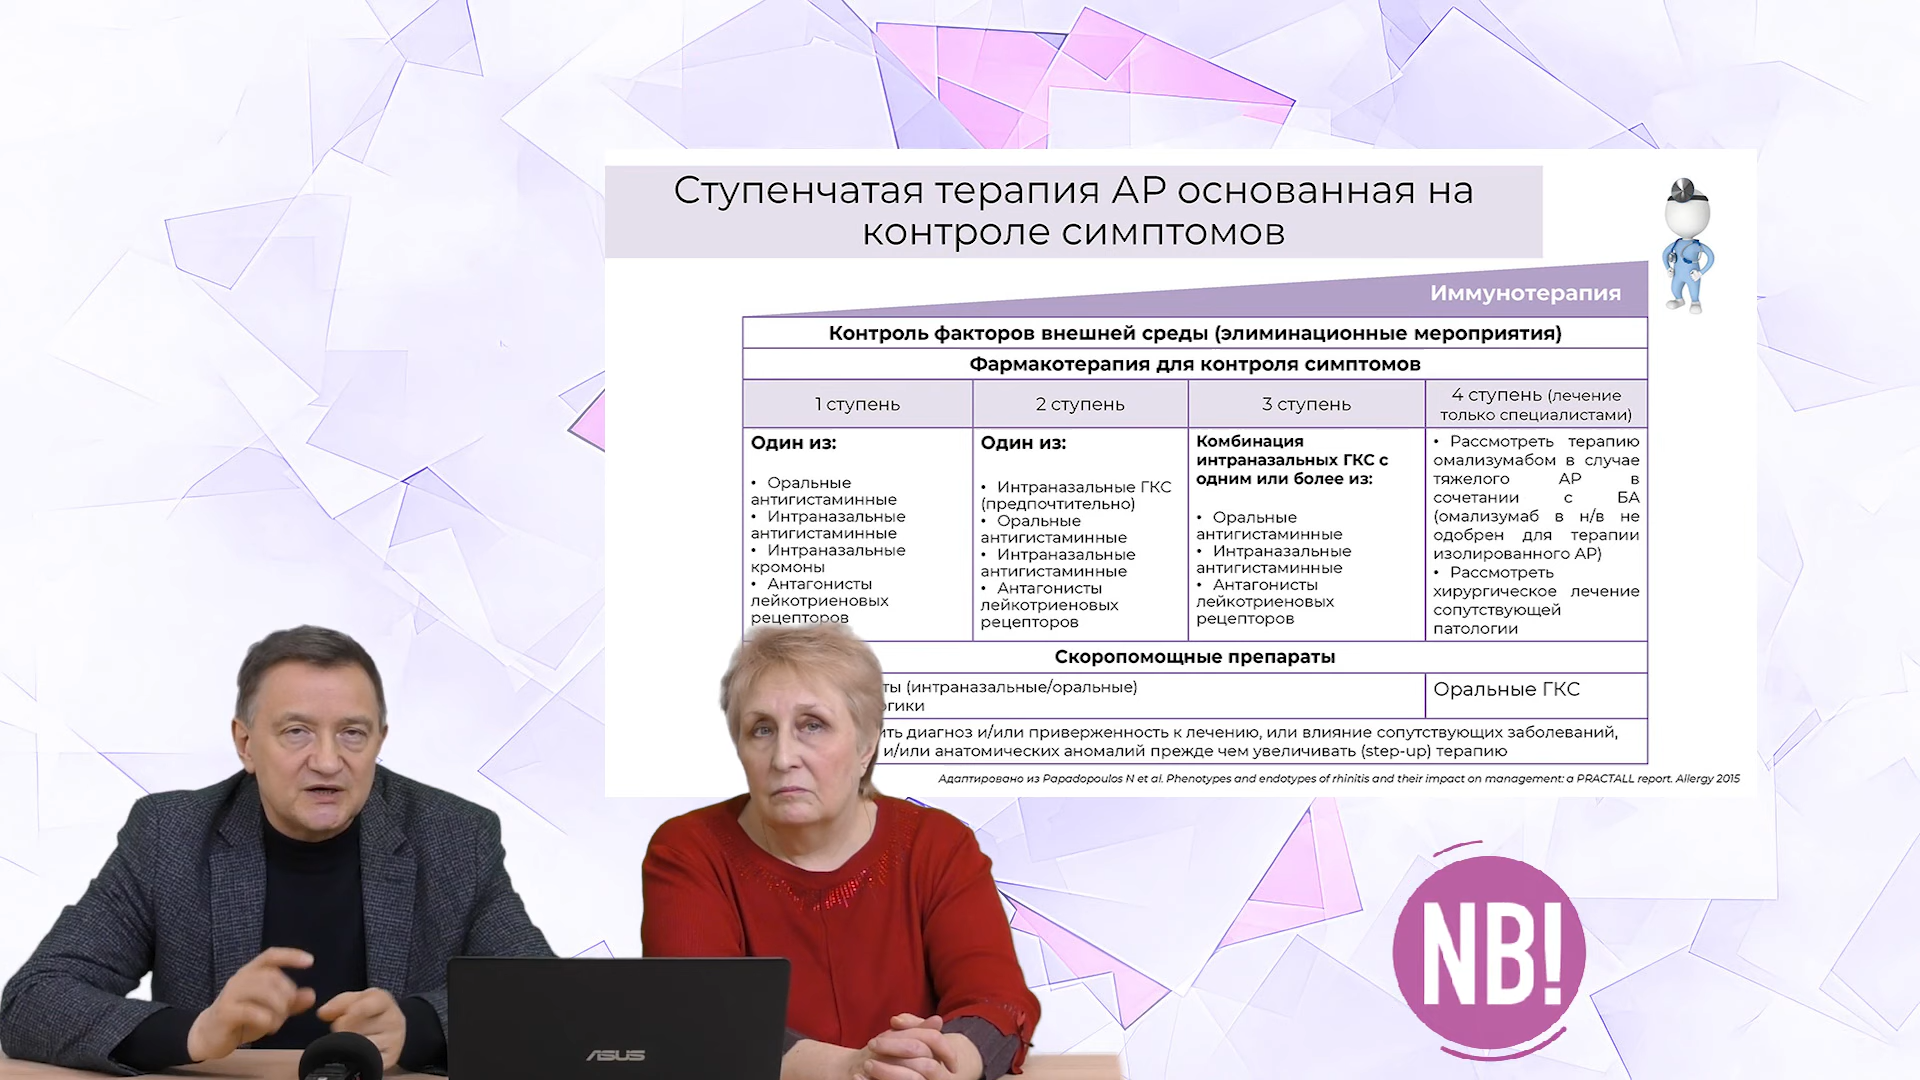 Ступенчатая терапия АР основанная на
контроле симптомов
Иммунотерапия
Контроль факторов внешней среды (элиминационные мероприятия)
Фармакотерапия для контроля симптомов
1 ступень
2 ступень
3 ступень
4 ступень (лечение
только специалистами)
Один из:
• Оральные
антигистаминные
• Интраназальные
антигистаминные
• Интраназальные
кромоны
• Антагонисты
лейкотриеновых
рецепторов
Один из:
• Интраназальные ГКС
(предпочтительно)
• Оральные
антигистаминные
• Интраназальные
антигистаминные
• Антагонисты
лейкотриеновых
рецепторов
Комбинация
интраназальных ГКС с
одним или более из:
• Оральные
антигистаминные
• Интраназальные
антигистаминные
• Антагонисты
лейкотриеновых
рецепторов
• Рассмотреть терапию
омализумабом в случае
тяжелого АР в
сочетании с БА
(омализумаб в н/в не
одобрен для терапии
изолированного АР)
• Рассмотреть
хирургическое лечение
сопутствующей
патологии
Скоропомощные препараты
(интраназальные/оральные)
Оральные ГКС
диагноз и/или приверженность к лечению, или влияние сопутствующих заболеваний,
и/или анатомических аномалий прежде чем увеличивать (step-up) терапию
Адаптировано из Papadopoulos N et al. Phenotypes and endotypes of rhinitis and their impact on management: a PRACTALL report. Allergy 2015
NB!
ASUS